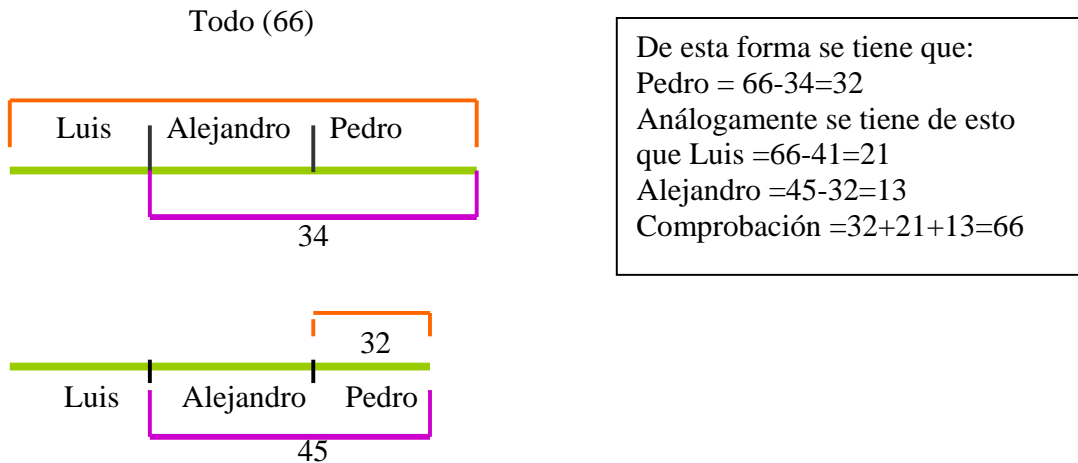 Todo (66)
Luis Alejandro Pedro
34
32
Luis Alejandro Pedro
45
De esta forma se tiene que:
Pedro = 66-34=32
Análogamente se tiene de esto
que Luis =66-41=21
Alejandro =45-32=13
Comprobación =32+21+13=66